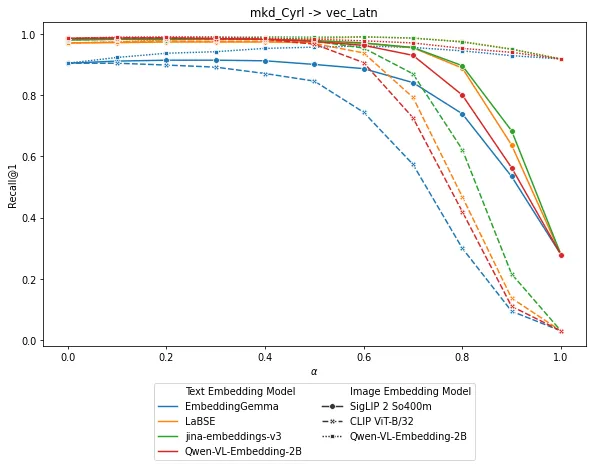 mkd_Cyrl -> vec_Latn
1.0
0.8
0.6
0.4
0.2
0.0
Recall@1
0.0 0.2 0.4 0.6 0.8 1.0
α
Text Embedding Model Image Embedding Model
EmbeddingGemma SigLIP 2 So400m
LaBSE CLIP ViT-B/32
jina-embeddings-v3 Qwen-VL-Embedding-2B
Qwen-VL-Embedding-2B